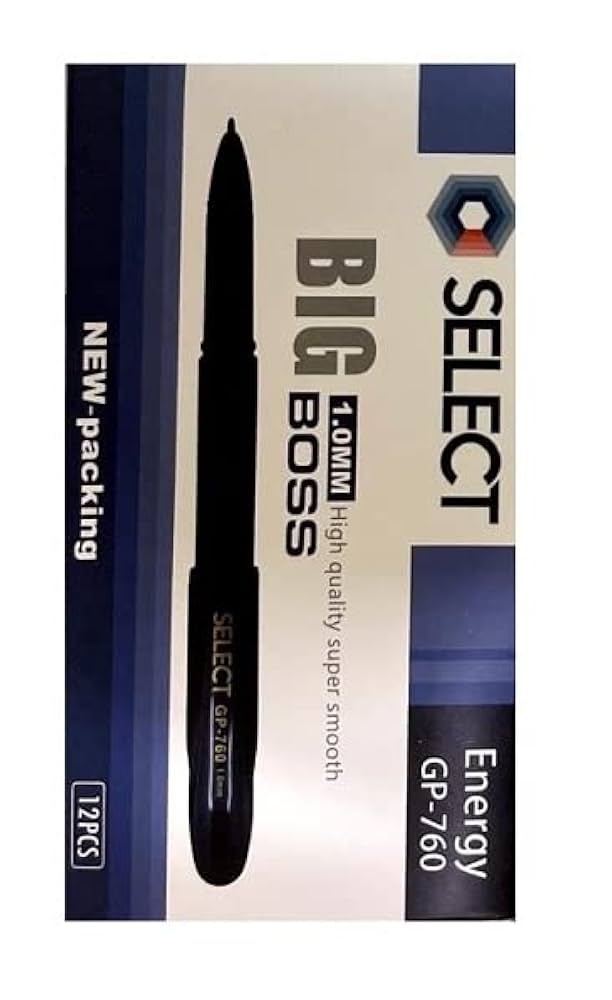 SELECT
Energy
GP-760
BIG
1.0MM High quality super smooth
BOSS
SELECT GP-760 1.0mm
NEW-packing
12PCS